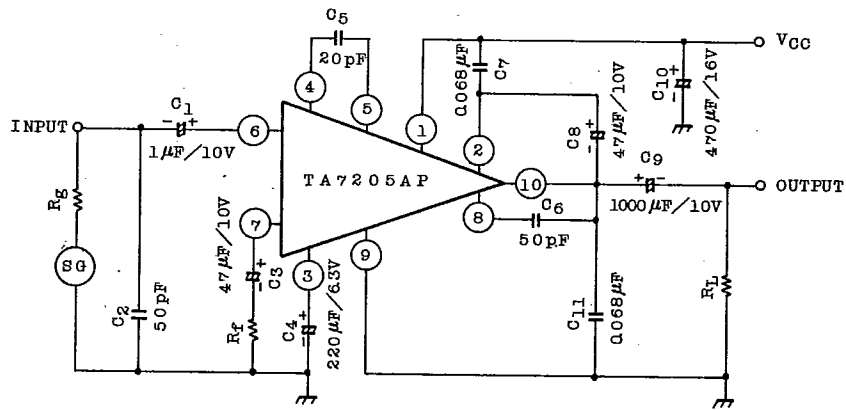 C5
20pF
4
5
C1
- +
INPUT
1μF/10V
6
Rg
SG
C2
50pF
7
47μF/10V
+
-
C3
Rf
3
+
-
C4
220μF/6.3V
TA7205AP
1
0.068μF
C7
2
+
-
C8
47μF/10V
VCC
C10
+
-
470μF/16V
10
C9
+ -
1000μF/10V
OUTPUT
8
C6
50pF
9
C11
0.068μF
RL